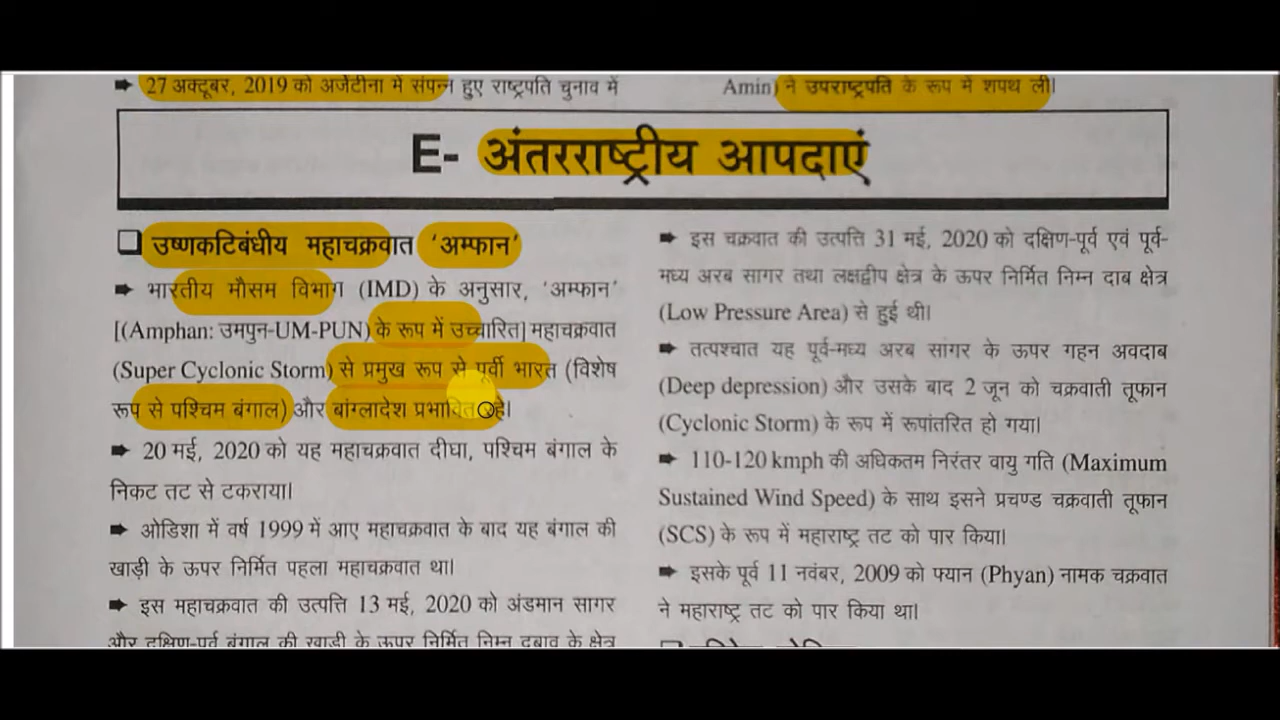 ➡ 27 अक्टूबर, 2019 को अर्जेंटीना में संपन्न हुए राष्ट्रपति चुनाव में
Amin) ने उपराष्ट्रपति के रूप में शपथ ली।
E- अंतरराष्ट्रीय आपदाएं
❑ उष्णकटिबंधीय महाचक्रवात ‘अम्फान’
➡ भारतीय मौसम विभाग (IMD) के अनुसार, ‘अम्फान’
[(Amphan: उमपुन-UM-PUN) के रूप में उच्चारित] महाचक्रवात
(Super Cyclonic Storm) से प्रमुख रूप से पूर्वी भारत (विशेष
रूप से पश्चिम बंगाल) और बांग्लादेश प्रभावित रहे।
➡ 20 मई, 2020 को यह महाचक्रवात दीघा, पश्चिम बंगाल के
निकट तट से टकराया।
➡ ओडिशा में वर्ष 1999 में आए महाचक्रवात के बाद यह बंगाल की
खाड़ी के ऊपर निर्मित पहला महाचक्रवात था।
➡ इस महाचक्रवात की उत्पत्ति 13 मई, 2020 को अंडमान सागर
और दक्षिण-पूर्व बंगाल की खाड़ी के ऊपर निर्मित निम्न दबाव के क्षेत्र
➡ इस चक्रवात की उत्पत्ति 31 मई, 2020 को दक्षिण-पूर्व एवं पूर्व-
मध्य अरब सागर तथा लक्षद्वीप क्षेत्र के ऊपर निर्मित निम्न दाब क्षेत्र
(Low Pressure Area) से हुई थी।
➡ तत्पश्चात यह पूर्व-मध्य अरब सागर के ऊपर गहन अवदाब
(Deep depression) और उसके बाद 2 जून को चक्रवाती तूफान
(Cyclonic Storm) के रूप में रूपांतरित हो गया।
➡ 110-120 kmph की अधिकतम निरंतर वायु गति (Maximum
Sustained Wind Speed) के साथ इसने प्रचण्ड चक्रवाती तूफान
(SCS) के रूप में महाराष्ट्र तट को पार किया।
➡ इसके पूर्व 11 नवंबर, 2009 को फ्यान (Phyan) नामक चक्रवात
ने महाराष्ट्र तट को पार किया था।